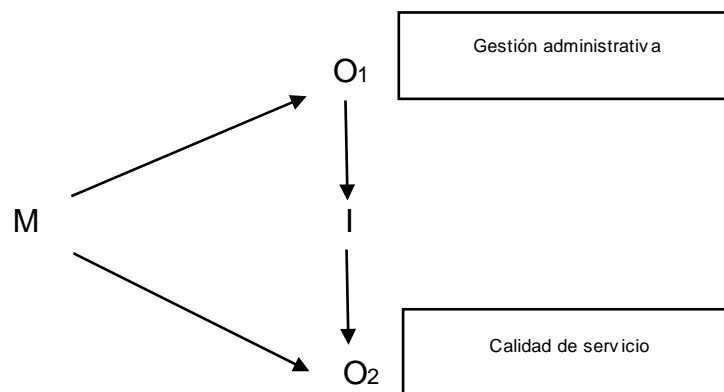 Gestión administrativa
O1
M
I
O2
Calidad de servicio